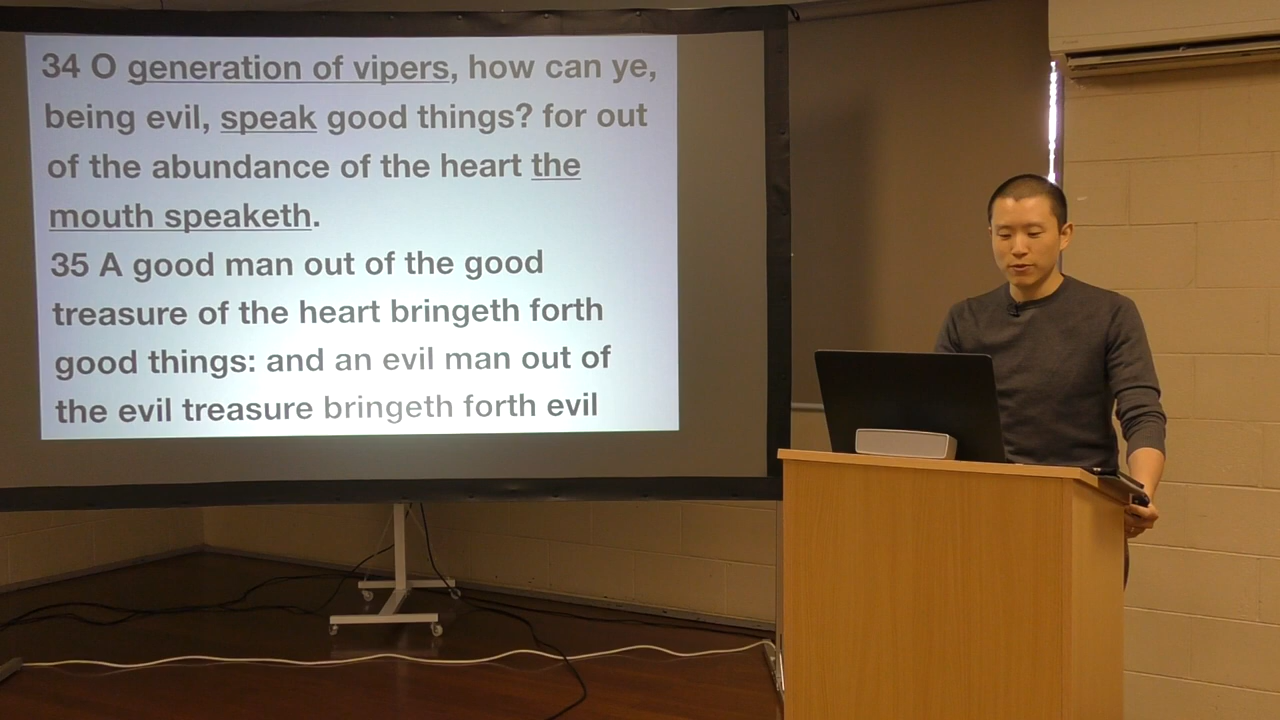 34 O generation of vipers, how can ye,
being evil, speak good things? for out
of the abundance of the heart the
mouth speaketh.
35 A good man out of the good
treasure of the heart bringeth forth
good things: and an evil man out of
the evil treasure bringeth forth evil